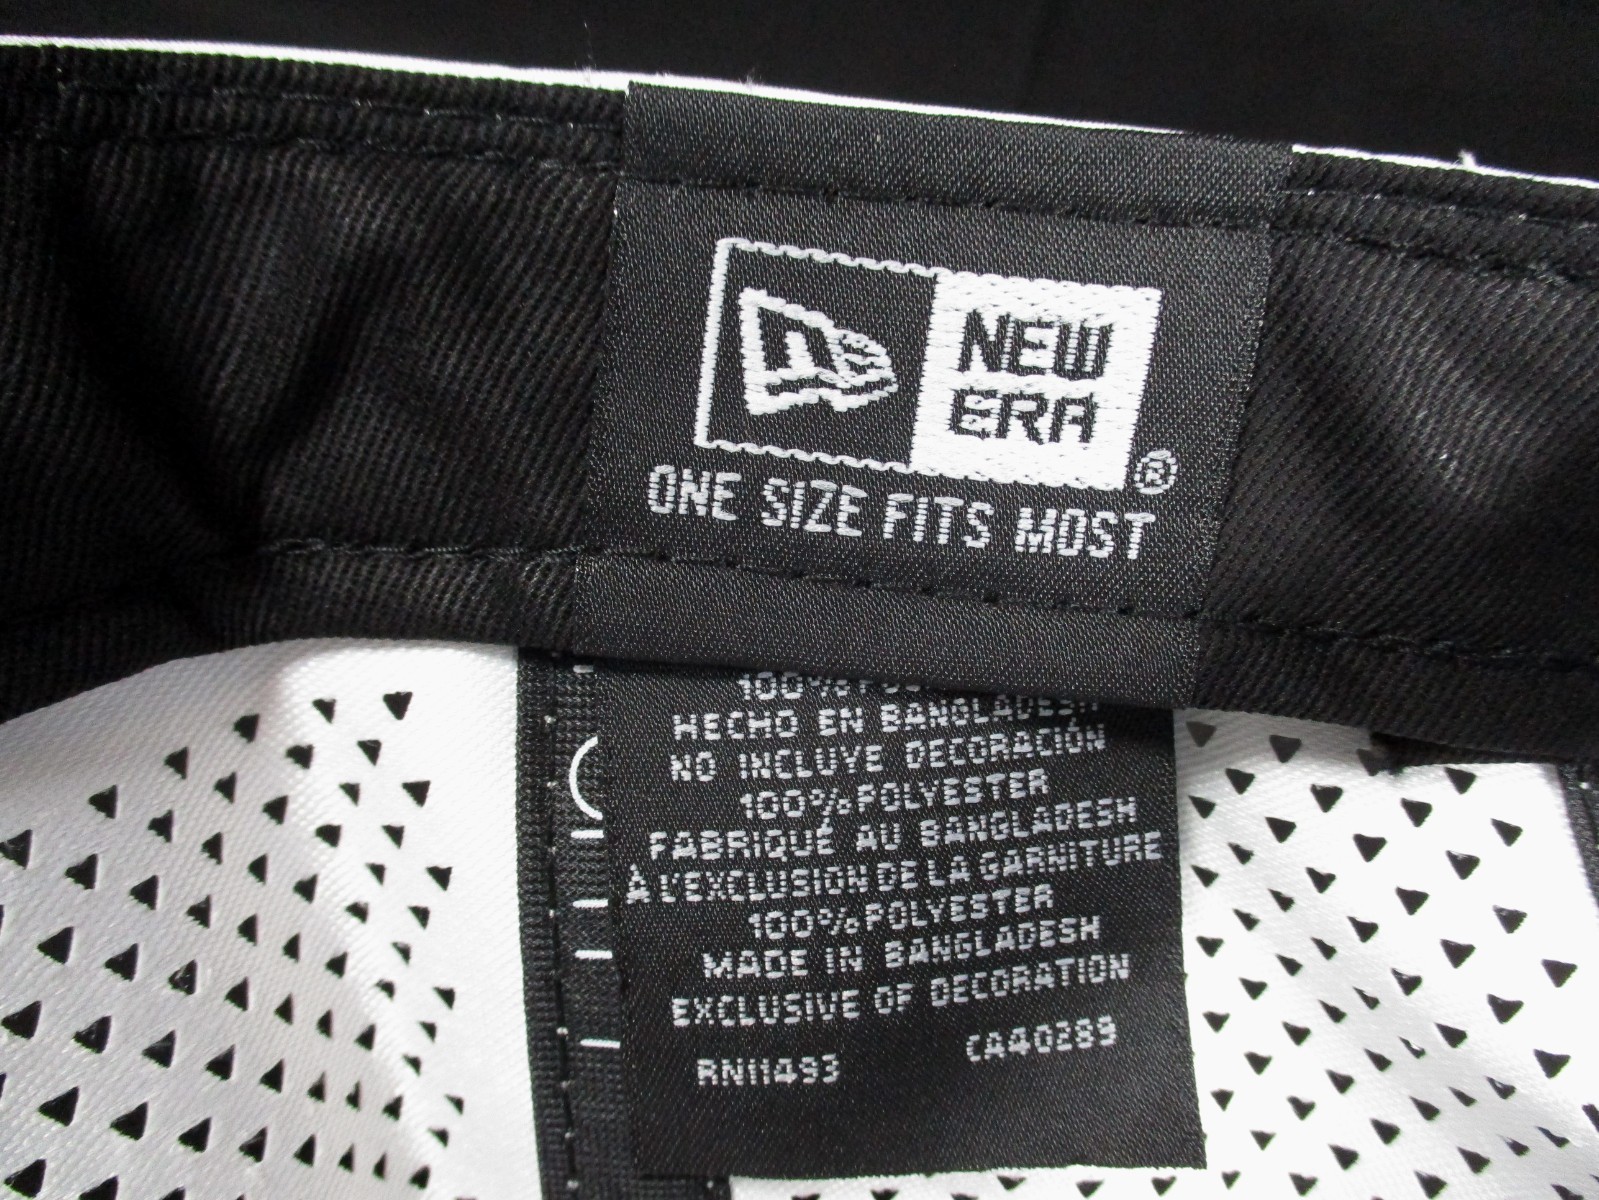 NEW
ERA®
ONE SIZE FITS MOST
100%
HECHO EN BANGLADESH
NO INCLUYE DECORACIÓN
100% POLYESTER
FABRIQUÉ AU BANGLADESH
À L'EXCLUSION DE LA GARNITURE
100% POLYESTER
MADE IN BANGLADESH
EXCLUSIVE OF DECORATION
RN11493 CA40289